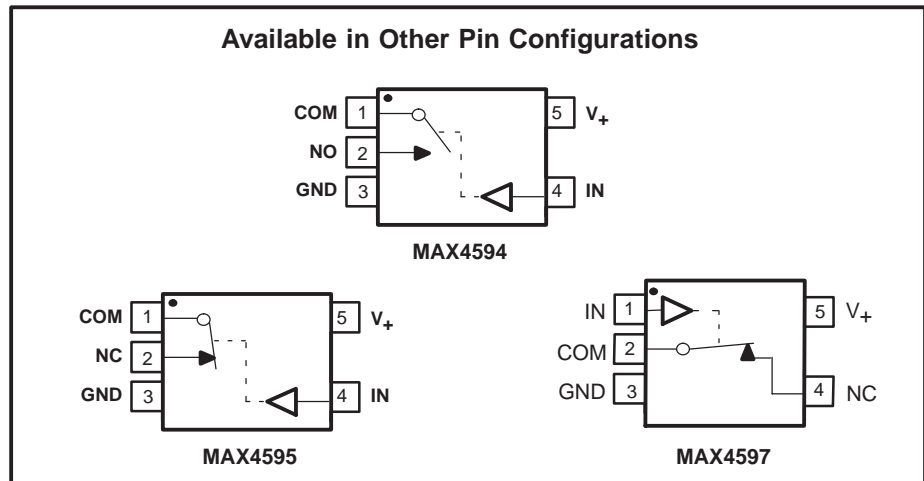 Available in Other Pin Configurations
COM 1 5 V+
NO 2
GND 3 4 IN
MAX4594
COM 1 5 V+
NC 2
GND 3 4 IN
MAX4595
IN 1 5 V+
COM 2
GND 3 4 NC
MAX4597